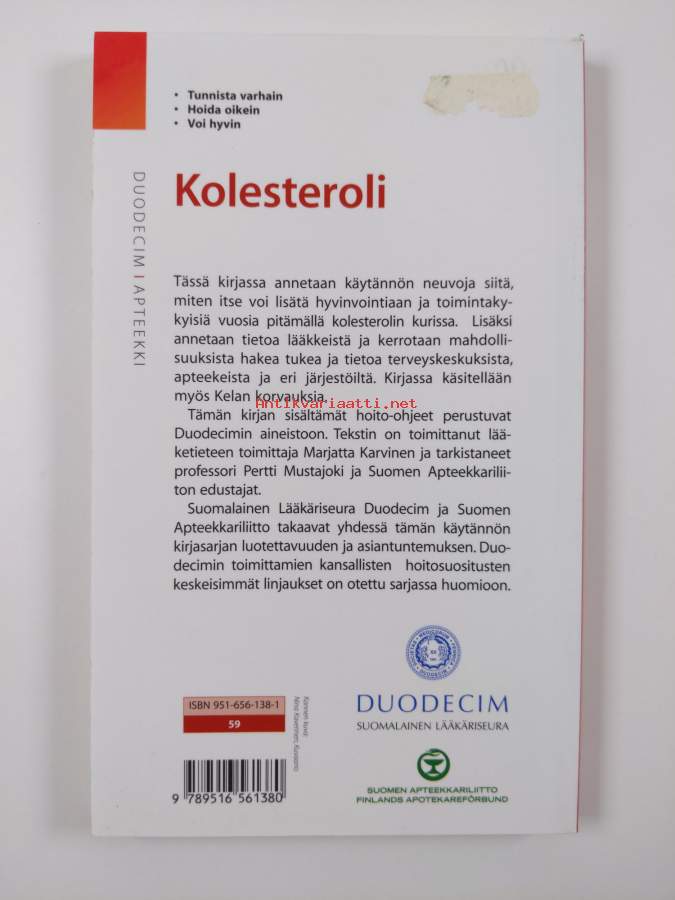 • Tunnista varhain
• Hoida oikein
• Voi hyvin
DUODECIM I APTEEKKI
Kolesteroli
Tässä kirjassa annetaan käytännön neuvoja siitä,
miten itse voi lisätä hyvinvointiaan ja toimintaky-
kyisiä vuosia pitämällä kolesterolin kurissa. Lisäksi
annetaan tietoa lääkkeistä ja kerrotaan mahdolli-
suuksista hakea tukea ja tietoa terveyskeskuksista,
apteekeista ja eri järjestöiltä. Kirjassa käsitellään
myös Kelan korvauksia.
Antikvariaatti.net
Tämän kirjan sisältämät hoito-ohjeet perustuvat
Duodecimin aineistoon. Tekstin on toimittanut lää-
ketieteen toimittaja Marjatta Karvinen ja tarkistaneet
professori Pertti Mustajoki ja Suomen Apteekkarilii-
ton edustajat.
Suomalainen Lääkäriseura Duodecim ja Suomen
Apteekkariliitto takaavat yhdessä tämän käytännön
kirjasarjan luotettavuuden ja asiantuntemuksen. Duo-
decimin toimittamien kansallisten hoitosuositusten
keskeisimmät linjaukset on otettu sarjassa huomioon.
ISBN 951-656-138-1
59
Kannen kuva:
9 789516 561380
DUODECIM
SUOMALAINEN LÄÄKÄRISEURA
SUOMEN APTEEKKARILIITTO
FINLANDS APOTEKAREFÖRBUND